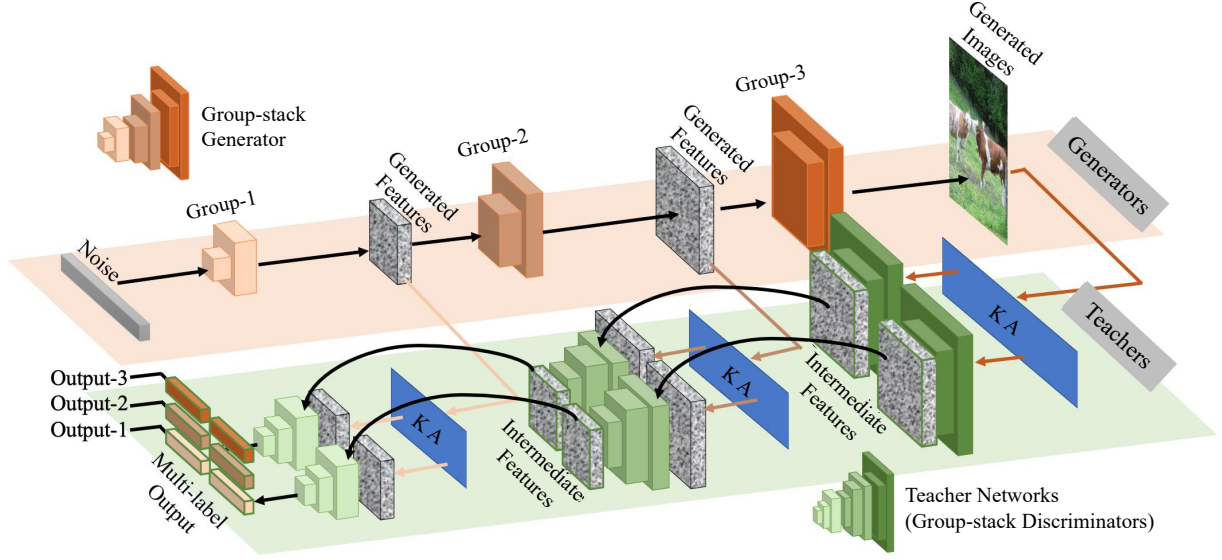 Group-stack
Generator
Noise
Group-1
Generated
Features
Group-2
Generated
Features
Group-3
Generated
Images
Generators
Teachers
K A
K A
K A
Intermediate
Features
Intermediate
Features
Output-3
Output-2
Output-1
Multi-label
Output
Teacher Networks
(Group-stack Discriminators)